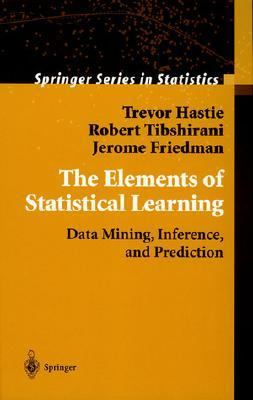 Springer Series in Statistics
Trevor Hastie
Robert Tibshirani
Jerome Friedman
The Elements of
Statistical Learning
Data Mining, Inference,
and Prediction
Springer